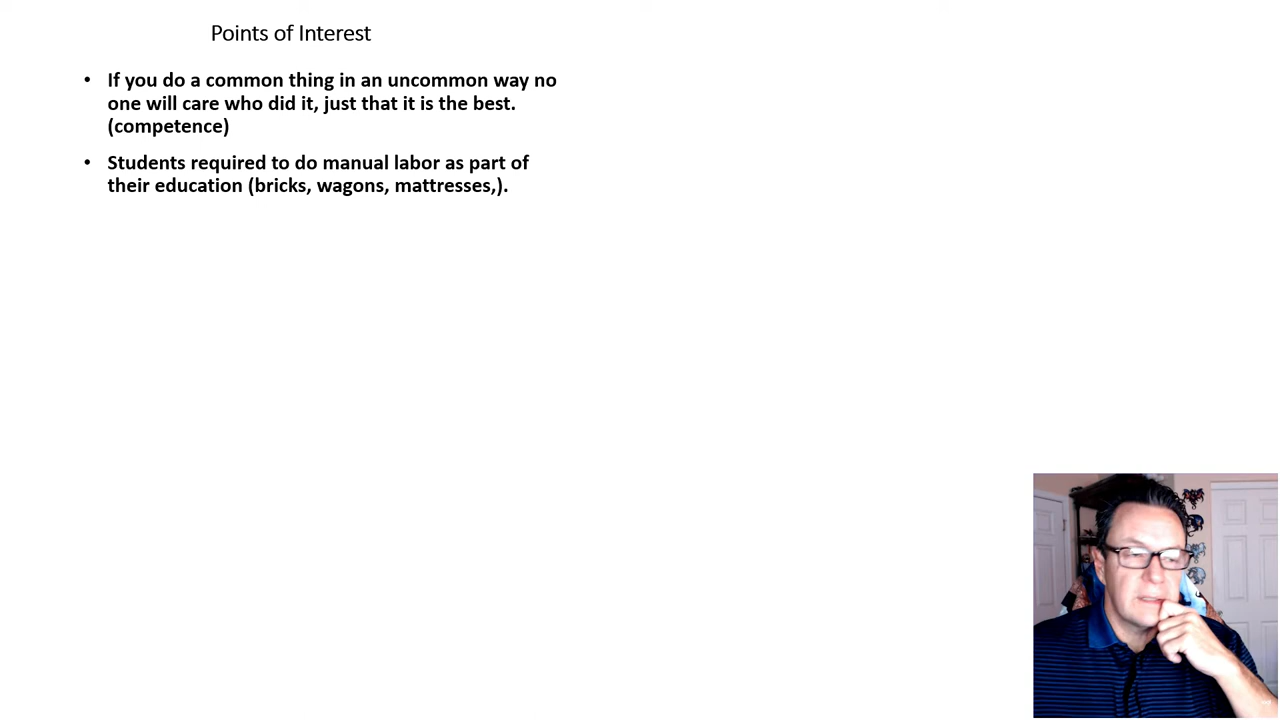 Points of Interest
• If you do a common thing in an uncommon way no
one will care who did it, just that it is the best.
(competence)
• Students required to do manual labor as part of
their education (bricks, wagons, mattresses,).